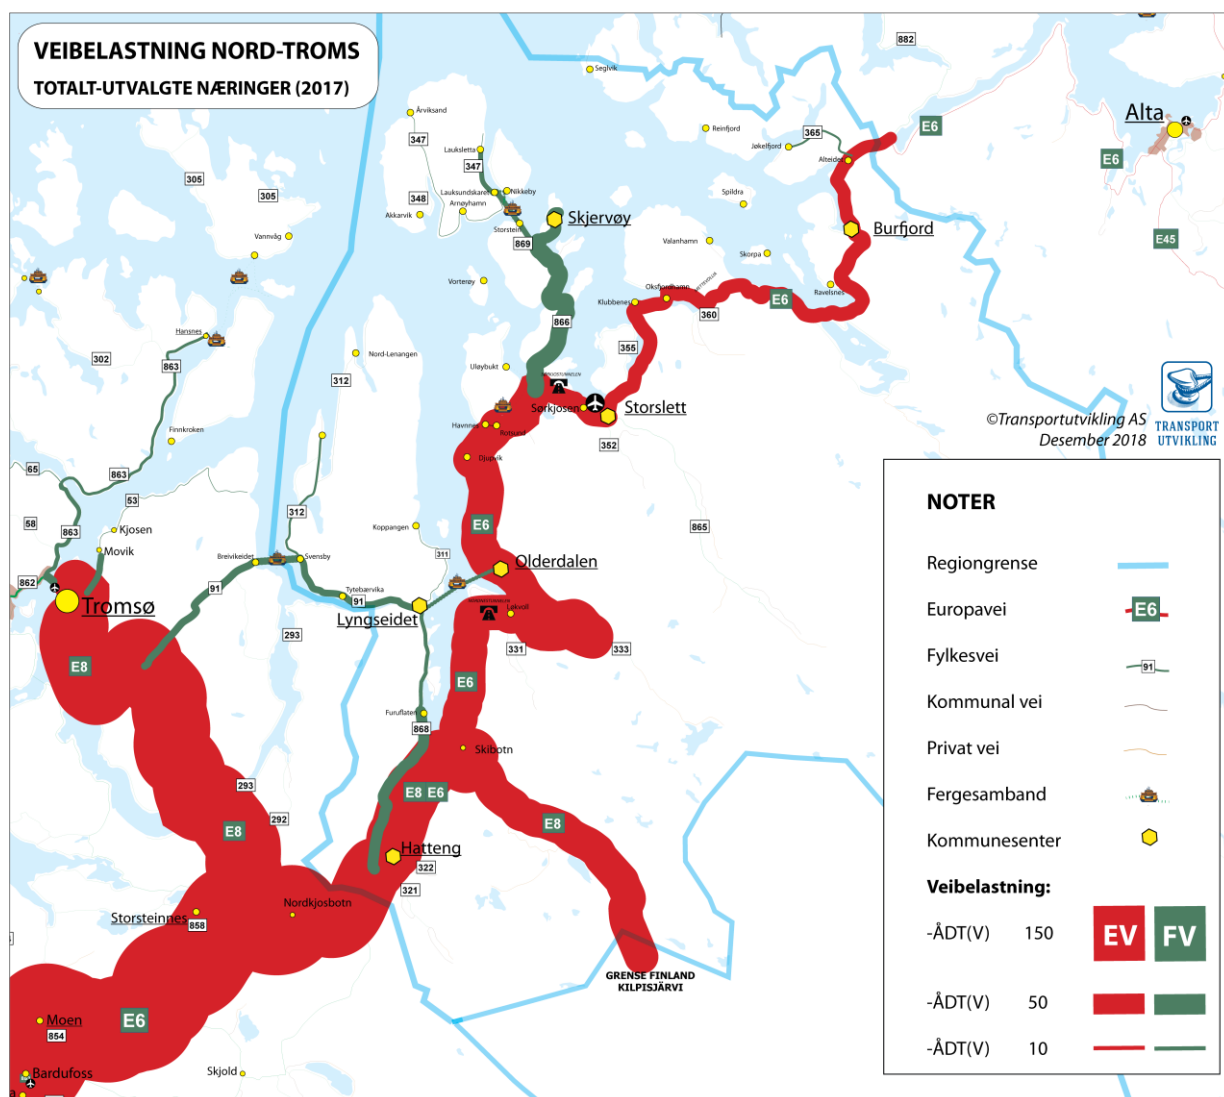 VEIBELASTNING NORD-TROMS
TOTALT-UTVALGTE NÆRINGER (2017)
882
Seglvik
Årviksand
347
Reinfjord
365
E6
Alta
Jøkelfjord
Alteidet
E6
Lauksletta
347
305
305
Lauksundskaret
Nikkeby
348
Arnøyhamn
Spildra
Akkarvik
Skjervøy
Storstein
Burfjord
Vannvåg
869
Valanhamn
E45
Skorpa
Vorterøy
Ravelsnes
Oksfjordhamn
Klubbenes
E6
360
866
Hansnes
355
302
863
Nord-Lenangen
Uløybukt
312
Sørkjosen
Storslett
©Transportutvikling AS
Desember 2018
TRANSPORT
UTVIKLING
Havnnes
Rotsund
Finnkroken
352
Djupvik
65
863
53
312
58
863
Kjosen
Koppangen
E6
865
Movik
311
Breivikeidet
Svensby
Olderdalen
862
91
Tytebærvika
91
Tromsø
Lyngseidet
Løkvoll
293
331
333
E8
E6
Furuflaten
868
Skibotn
293
E8
E6
292
E8
E8
Hatteng
322
321
Nordkjosbotn
Storsteinnes
858
GRENSE FINLAND
KILPISJÄRVI
E6
Moen
854
Bardufoss
Skjold
a
NOTER
Regiongrense
Europavei
E6
Fylkesvei
91
Kommunal vei
Privat vei
Fergesamband
Kommunesenter
Veibelastning:
-ÅDT(V) 150 EV FV
-ÅDT(V) 50
-ÅDT(V) 10